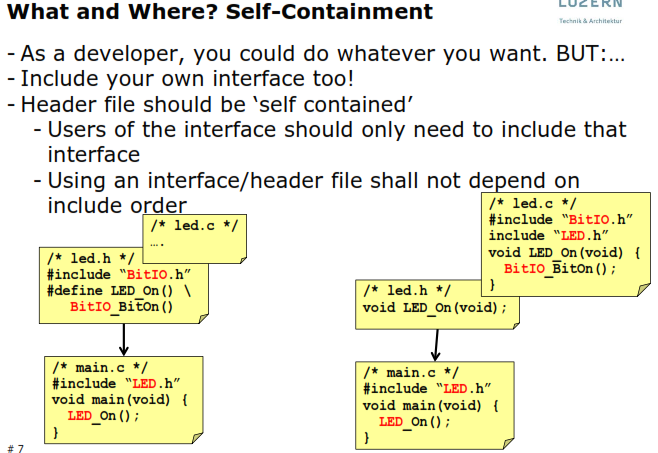 What and Where? Self-Containment
LUZERN
Technik & Architektur
- As a developer, you could do whatever you want. BUT:…
- Include your own interface too!
- Header file should be ‘self contained’
- Users of the interface should only need to include that
interface
- Using an interface/header file shall not depend on
include order
/* led.c */
….
/* led.h */
#include “BitIO.h”
#define LED_On() \
BitIO_BitOn()
/* main.c */
#include “LED.h”
void main(void) {
LED_On();
}
/* led.c */
#include “BitIO.h”
include “LED.h”
void LED_On(void) {
BitIO_BitOn();
}
/* led.h */
void LED_On(void);
/* main.c */
#include “LED.h”
void main(void) {
LED_On();
}
# 7